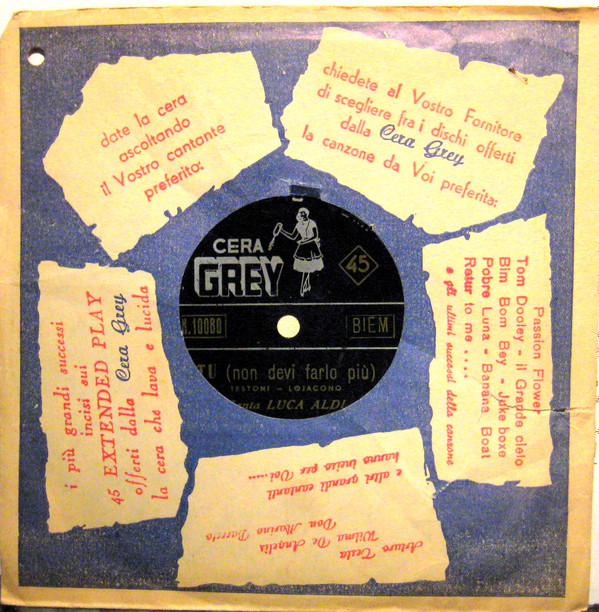 date la cera
ascoltando
il Vostro cantante
preferito:
chiedete al Vostro Fornitore
di scegliere fra i dischi offerti
dalla Cera Grey
la canzone da Voi preferita:
Passion Flower
Tom Dooley - il Grande cielo
Bim Bom Bey - Juke boxe
Pobre Luna - Banana Boat
Retur to me....
e gli ultimi successi della canzone
Arturo Testa
Wilma De Angelis
Don Marino Barreto
e altri grandi cantanti
hanno inciso per Voi....
i più grandi successi
incisi sui
45 EXTENDED PLAY
offerti dalla Cera Grey
la cera che lava e lucida
CERA
GREY
45
N.10080
BIEM
TU (non devi farlo più)
TESTONI - LOJACONO
canta LUCA ALDI